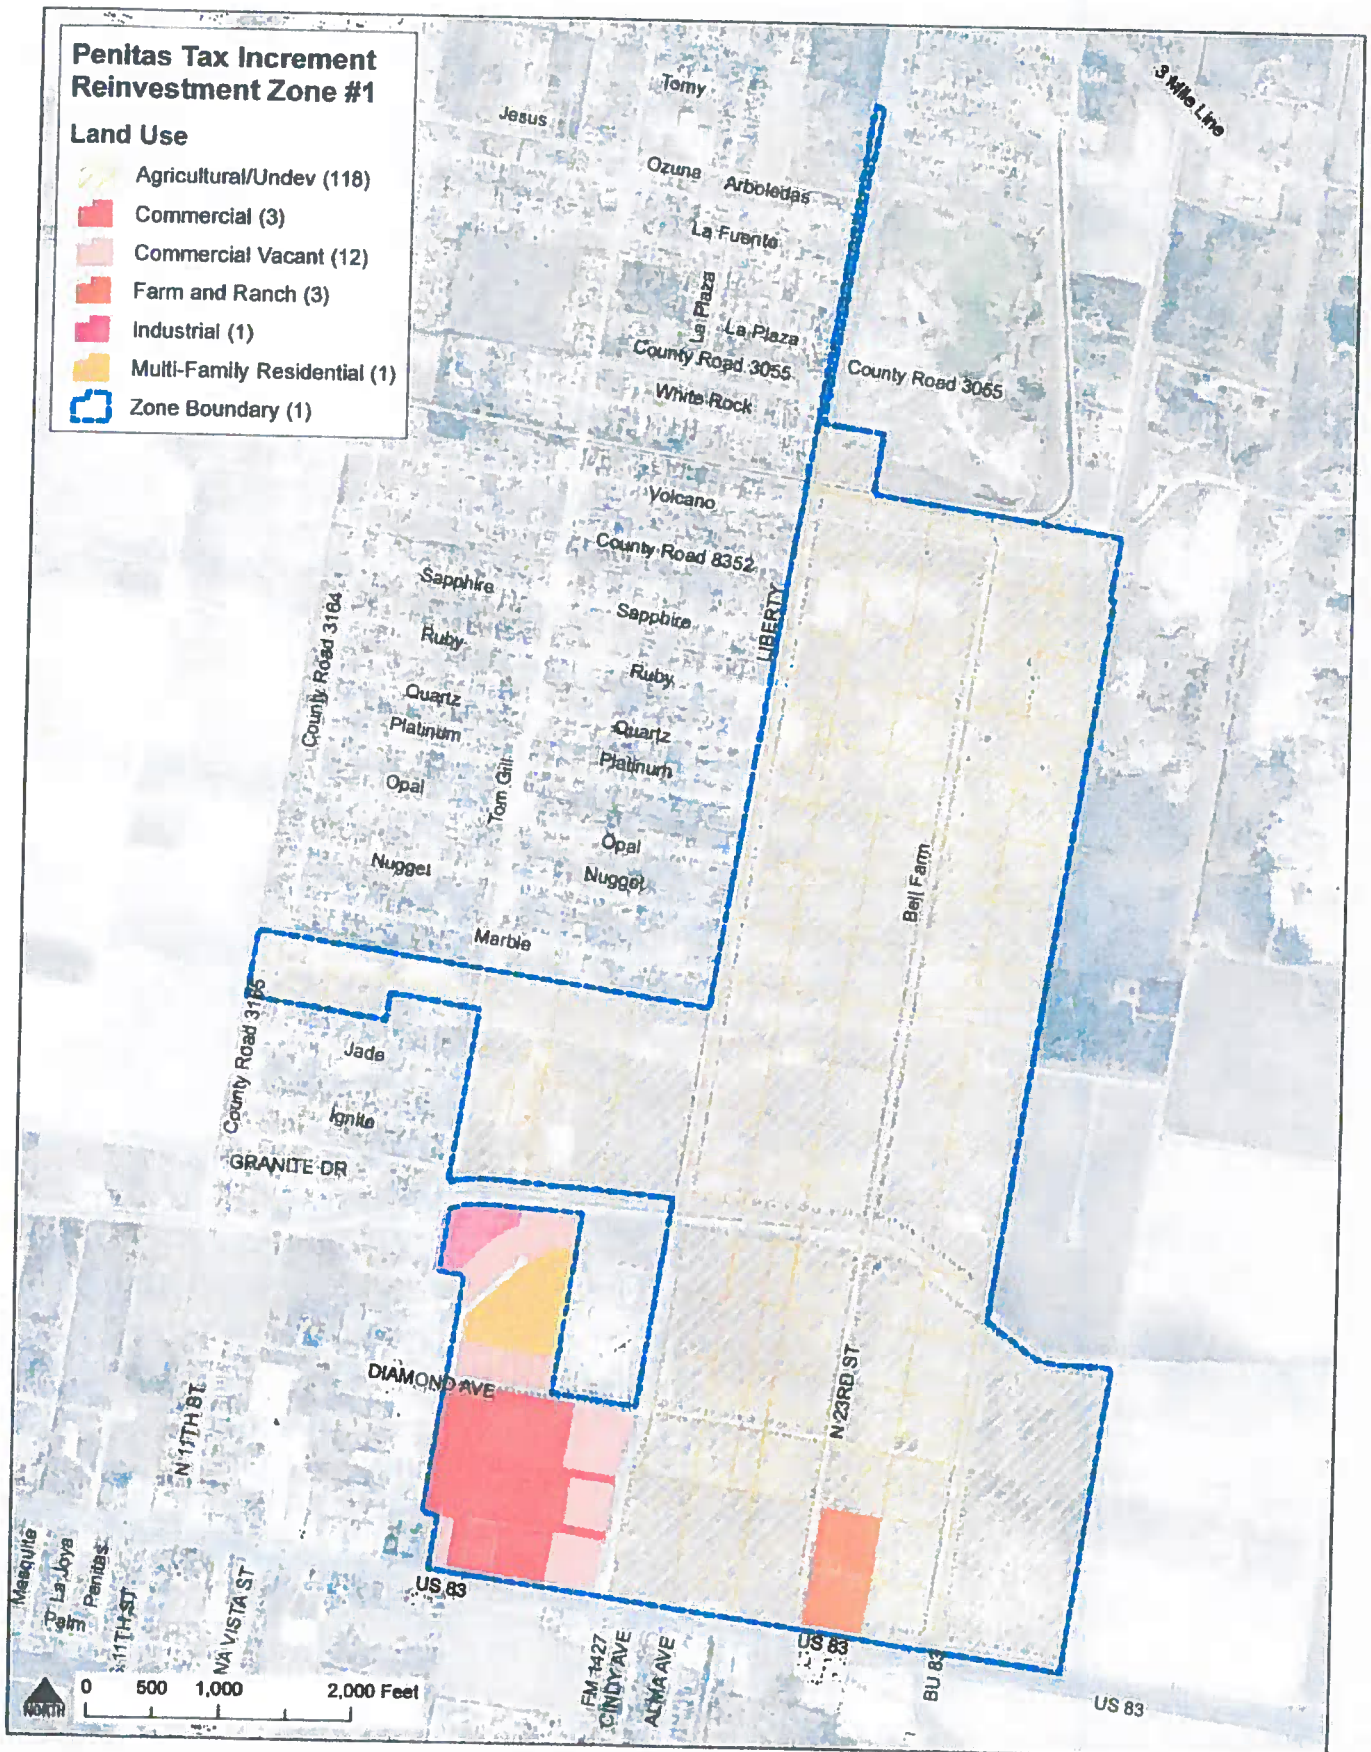 Penitas Tax Increment
Reinvestment Zone #1
Land Use
Agricultural/Undev (118)
Commercial (3)
Commercial Vacant (12)
Farm and Ranch (3)
Industrial (1)
Multi-Family Residential (1)
Zone Boundary (1)
3 Mile Line
Tomy
Jesus
Ozuna
Arboledas
La Fuente
La Plaza
La Plaza
County Road 3055
County Road 3055
White Rock
Volcano
County Road 8352
Sapphire
Sapphire
County Road 3164
LIBERTY
Ruby
Ruby
Quartz
Quartz
Platinum
Platinum
Opal
Tom Gill
Opal
Nugget
Nugget
Bell Farm
Marble
County Road 3165
Jade
Ignite
GRANITE DR
DIAMOND AVE
N 11TH ST
N 23RD ST
Mesquite
La Joya
Penitas
Palm
11TH ST
NA VISTA ST
US 83
FM 1427
CINDY AVE
ALMA AVE
US 83
BU 83
US 83
NORTH
0 500 1,000 2,000 Feet